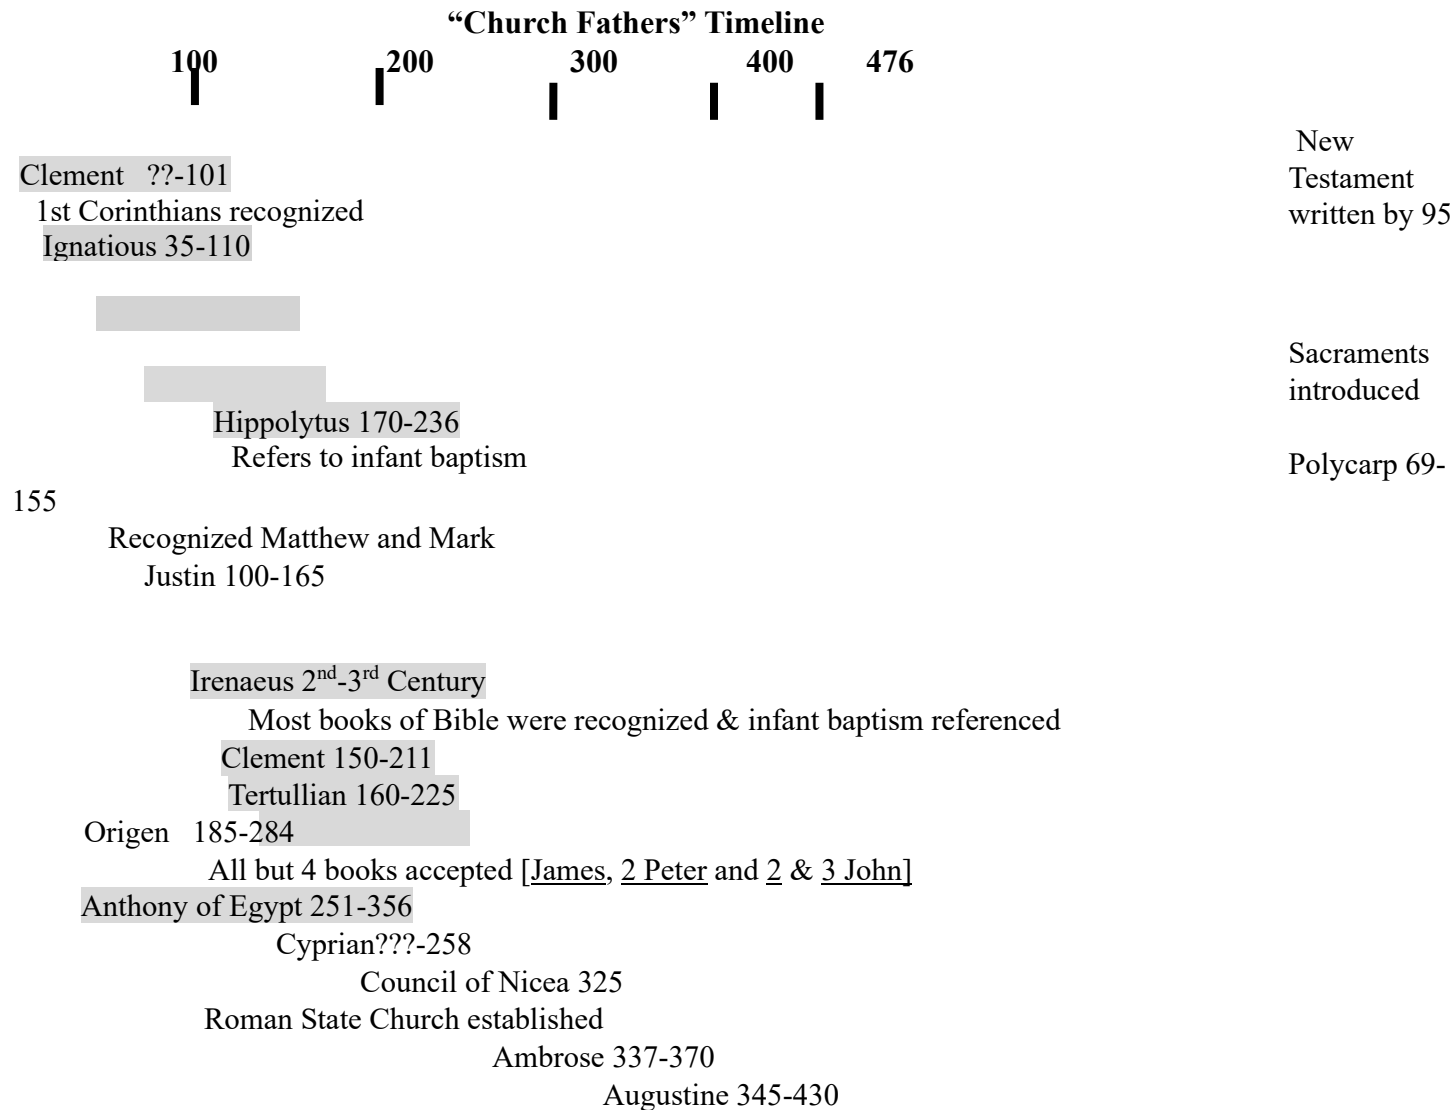 “Church Fathers” Timeline
100 200 300 400 476
New
Testament
written by 95
Clement ??-101
1st Corinthians recognized
Ignatious 35-110
Sacraments
introduced
Hippolytus 170-236
Refers to infant baptism
Polycarp 69-
155
Recognized Matthew and Mark
Justin 100-165
Irenaeus 2nd-3rd Century
Most books of Bible were recognized & infant baptism referenced
Clement 150-211
Tertullian 160-225
Origen 185-284
All but 4 books accepted [James, 2 Peter and 2 & 3 John]
Anthony of Egypt 251-356
Cyprian???-258
Council of Nicea 325
Roman State Church established
Ambrose 337-370
Augustine 345-430